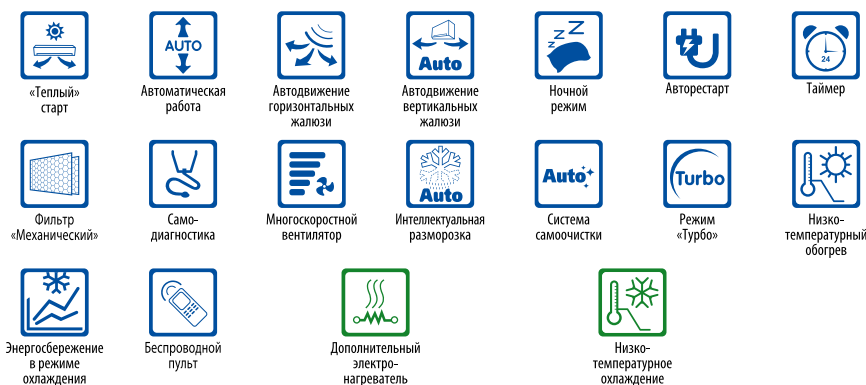 AUTO
Auto
Z Z Z
24
«Теплый»
старт
Автоматическая
работа
Автодвижение
горизонтальных
жалюзи
Автодвижение
вертикальных
жалюзи
Ночной
режим
Авторестарт
Таймер
Auto
Auto
Turbo
Фильтр
«Механический»
Само-
диагностика
Многоскоростной
вентилятор
Интеллектуальная
разморозка
Система
самоочистки
Режим
«Турбо»
Низко-
температурный
обогрев
Энергосбережение
в режиме
охлаждения
Беспроводной
пульт
Дополнительный
электро-
нагреватель
Низко-
температурное
охлаждение